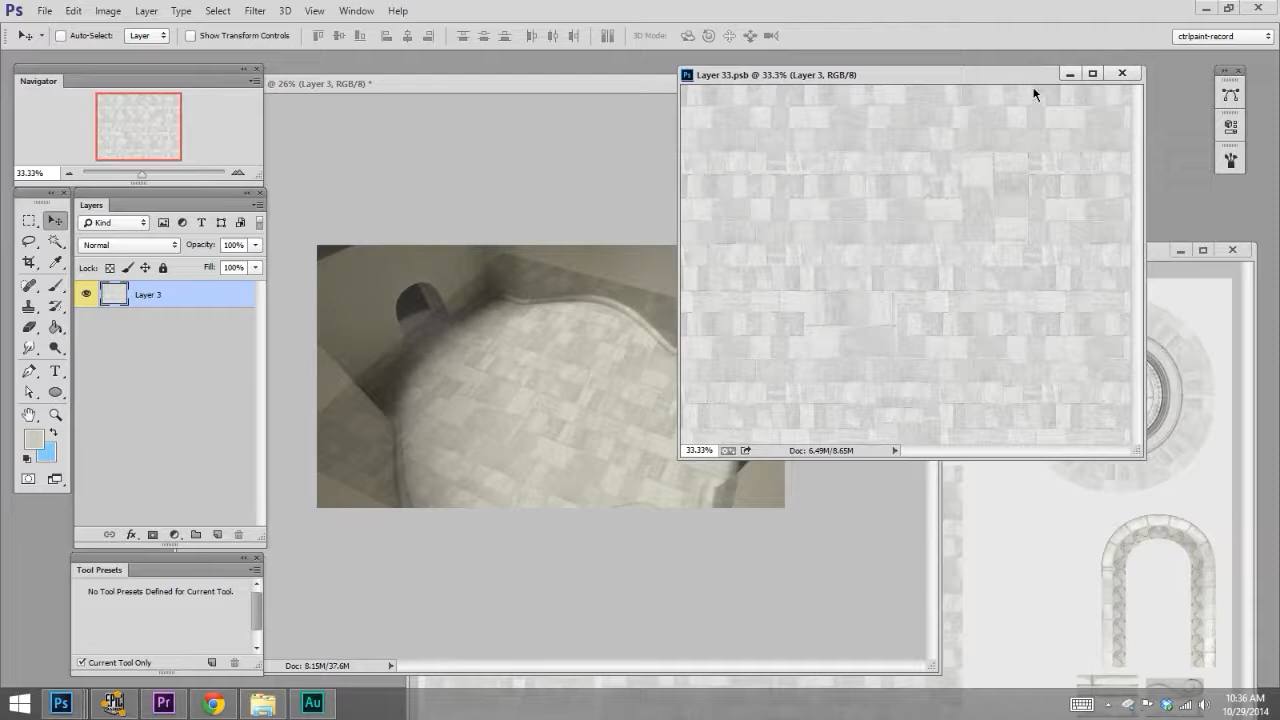 Ps File Edit Image Layer Type Select Filter 3D View Window Help
Auto-Select: Layer Show Transform Controls 3D Mode: ctrlpaint-record
Navigator
@ 26% (Layer 3, RGB/8) *
Layer 33.psb @ 33.3% (Layer 3, RGB/8)
33.33%
Layers
Kind
Normal Opacity: 100%
Lock: Fill: 100%
Layer 3
33.33% Doc: 6.49M/8.65M
Tool Presets
No Tool Presets Defined for Current Tool.
Current Tool Only
Doc: 8.15M/37.6M
Ps Pr Au
10:36 AM
10/29/2014